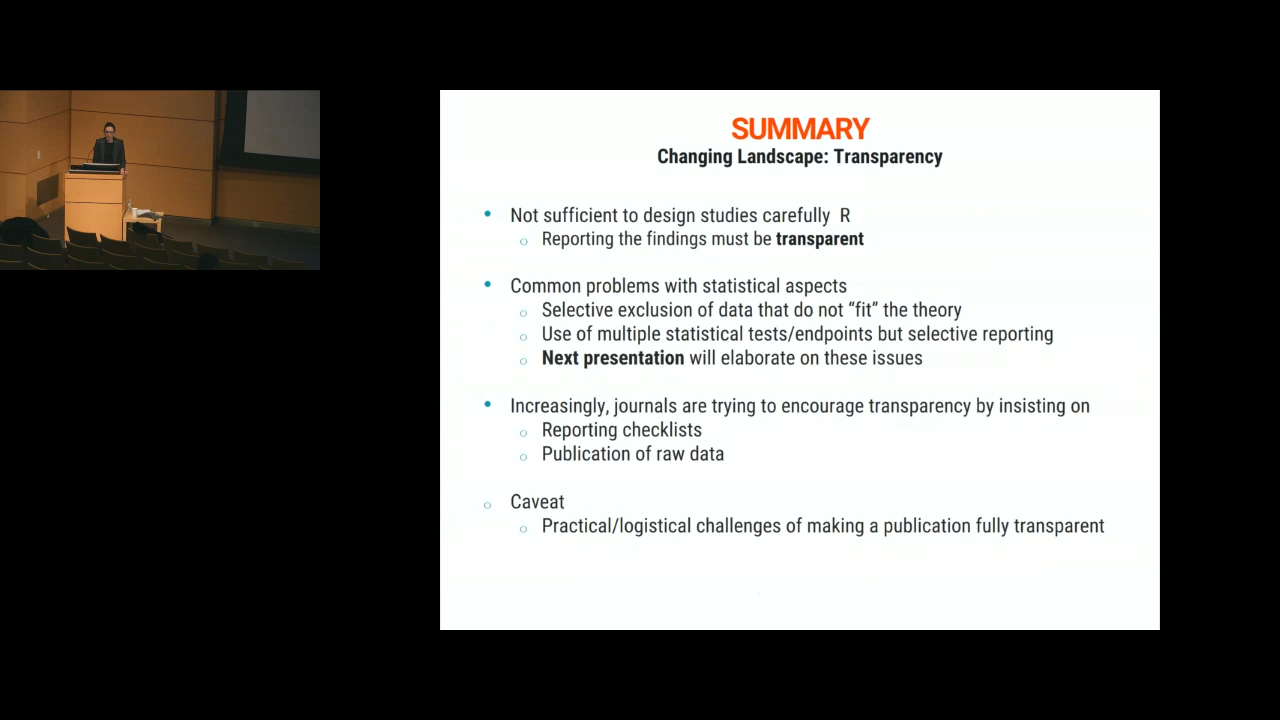 SUMMARY
Changing Landscape: Transparency
• Not sufficient to design studies carefully R
○ Reporting the findings must be transparent
• Common problems with statistical aspects
○ Selective exclusion of data that do not “fit” the theory
○ Use of multiple statistical tests/endpoints but selective reporting
○ Next presentation will elaborate on these issues
• Increasingly, journals are trying to encourage transparency by insisting on
○ Reporting checklists
○ Publication of raw data
○ Caveat
○ Practical/logistical challenges of making a publication fully transparent